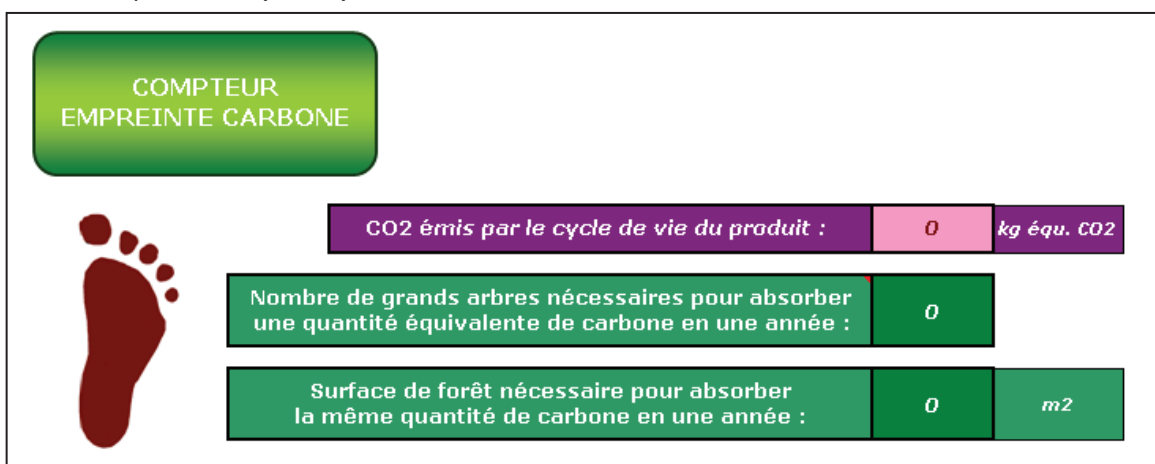 COMPTEUR
EMPREINTE CARBONE
CO2 émis par le cycle de vie du produit :
0
kg équ. CO2
Nombre de grands arbres nécessaires pour absorber
une quantité équivalente de carbone en une année :
0
Surface de forêt nécessaire pour absorber
la même quantité de carbone en une année :
0
m2